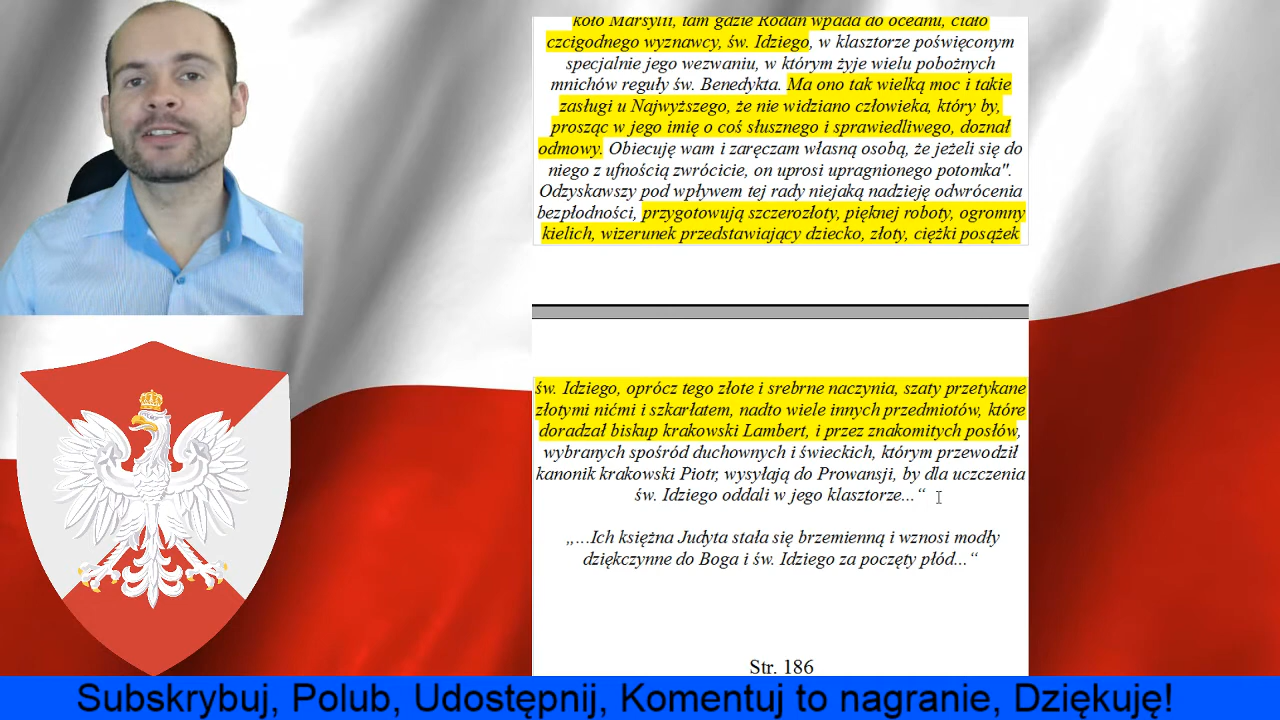 koło Marsylii, tam gdzie Rodan wpada do oceanu, ciało
czcigodnego wyznawcy, św. Idziego, w klasztorze poświęconym
specjalnie jego wezwaniu, w którym żyje wielu pobożnych
mnichów reguły św. Benedykta. Ma ono tak wielką moc i takie
zasługi u Najwyższego, że nie widziano człowieka, który by,
prosząc w jego imię o coś słusznego i sprawiedliwego, doznał
odmowy. Obiecuję wam i zaręczam własną osobą, że jeżeli się do
niego z ufnością zwrócicie, on uprosi upragnionego potomka".
Odzyskawszy pod wpływem tej rady niejaką nadzieję odwrócenia
bezpłodności, przygotowują szczerozłoty, pięknej roboty, ogromny
kielich, wizerunek przedstawiający dziecko, złoty, ciężki posążek
św. Idziego, oprócz tego złote i srebrne naczynia, szaty przetykane
złotymi nićmi i szkarłatem, nadto wiele innych przedmiotów, które
doradzał biskup krakowski Lambert, i przez znakomitych posłów,
wybranych spośród duchownych i świeckich, którym przewodził
kanonik krakowski Piotr, wysyłają do Prowansji, by dla uczczenia
św. Idziego oddali w jego klasztorze...“
„...Ich księżna Judyta stała się brzemienną i wznosi modły
dziękczynne do Boga i św. Idziego za poczęty płód...“
Str. 186
Subskrybuj, Polub, Udostępnij, Komentuj to nagranie, Dziękuję!